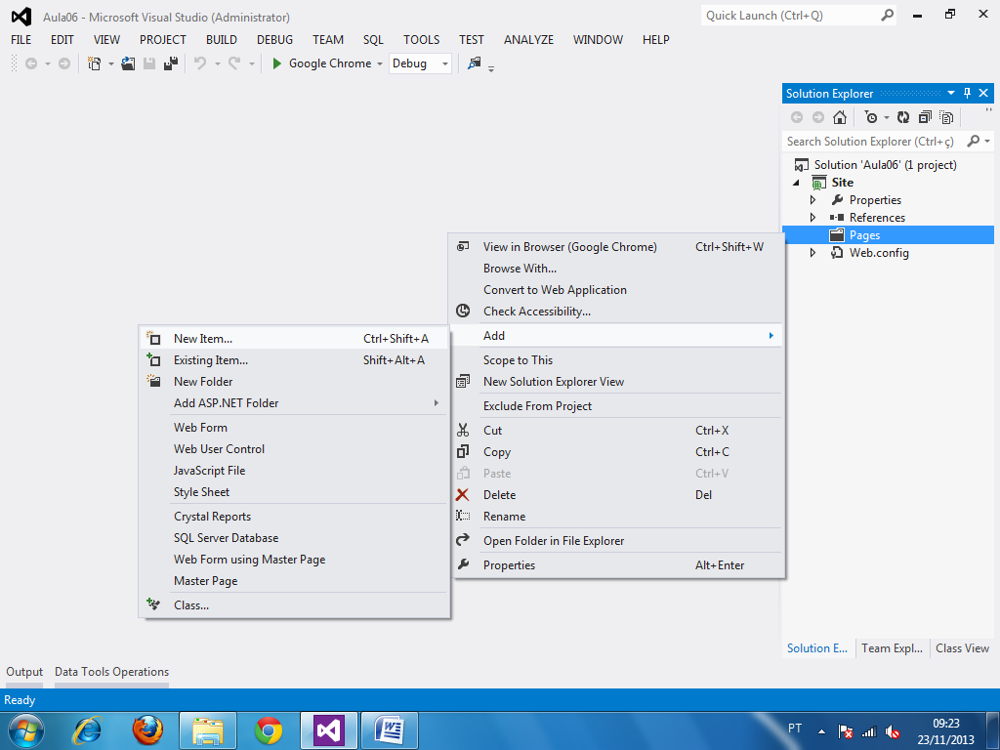 Aula06 - Microsoft Visual Studio (Administrator)
Quick Launch (Ctrl+Q)
FILE EDIT VIEW PROJECT BUILD DEBUG TEAM SQL TOOLS TEST ANALYZE WINDOW HELP
Google Chrome Debug
Solution Explorer
Search Solution Explorer (Ctrl+ç)
Solution 'Aula06' (1 project)
Site
Properties
References
Pages
Web.config
View in Browser (Google Chrome) Ctrl+Shift+W
Browse With...
Convert to Web Application
Check Accessibility...
Add
Scope to This
New Solution Explorer View
Exclude From Project
Cut Ctrl+X
Copy Ctrl+C
Paste Ctrl+V
Delete Del
Rename
Open Folder in File Explorer
Properties Alt+Enter
New Item... Ctrl+Shift+A
Existing Item... Shift+Alt+A
New Folder
Add ASP.NET Folder
Web Form
Web User Control
JavaScript File
Style Sheet
Crystal Reports
SQL Server Database
Web Form using Master Page
Master Page
Class...
Solution E... Team Expl... Class View
Output Data Tools Operations
Ready
PT
09:23
23/11/2013